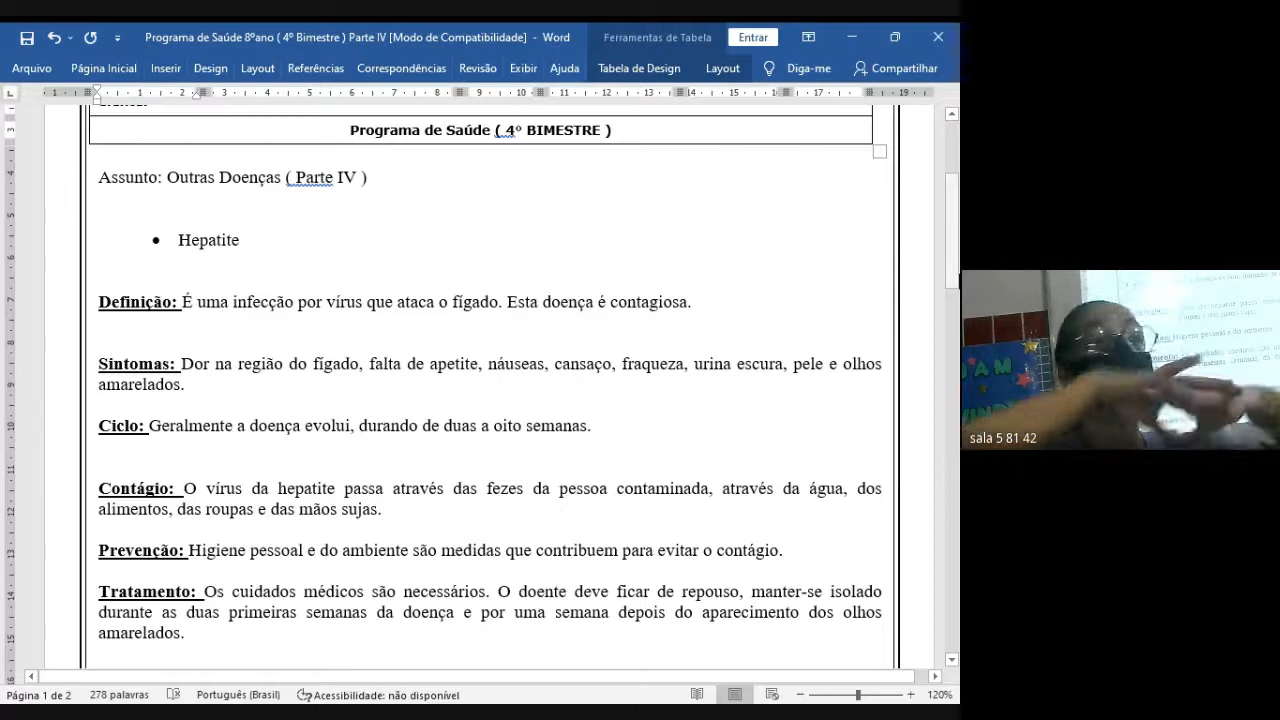 Programa de Saúde 8ºano ( 4º Bimestre ) Parte IV [Modo de Compatibilidade] - Word
Ferramentas de Tabela
Entrar
Arquivo Página Inicial Inserir Design Layout Referências Correspondências Revisão Exibir Ajuda Tabela de Design Layout Diga-me Compartilhar
Programa de Saúde ( 4° BIMESTRE )
Assunto: Outras Doenças ( Parte IV )
• Hepatite
Definição: É uma infecção por vírus que ataca o fígado. Esta doença é contagiosa.
Sintomas: Dor na região do fígado, falta de apetite, náuseas, cansaço, fraqueza, urina escura, pele e olhos
amarelados.
Ciclo: Geralmente a doença evolui, durando de duas a oito semanas.
Contágio: O vírus da hepatite passa através das fezes da pessoa contaminada, através da água, dos
alimentos, das roupas e das mãos sujas.
Prevenção: Higiene pessoal e do ambiente são medidas que contribuem para evitar o contágio.
Tratamento: Os cuidados médicos são necessários. O doente deve ficar de repouso, manter-se isolado
durante as duas primeiras semanas da doença e por uma semana depois do aparecimento dos olhos
amarelados.
sala 5 81 42
Página 1 de 2 278 palavras Português (Brasil) Acessibilidade: não disponível 120%